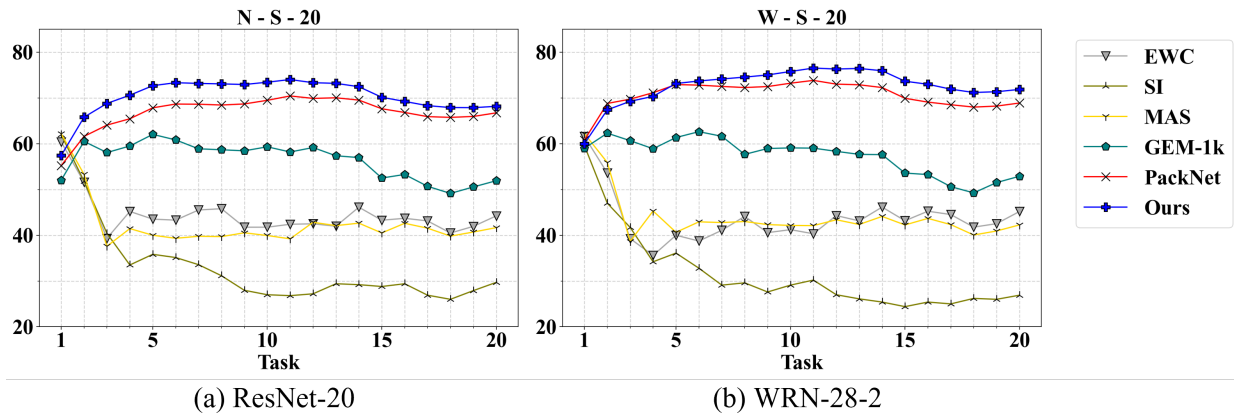 N - S - 20
80
60
40
20
1 5 10 15 20
Task
(a) ResNet-20
W - S - 20
80
60
40
20
1 5 10 15 20
Task
(b) WRN-28-2
EWC
SI
MAS
GEM-1k
PackNet
Ours